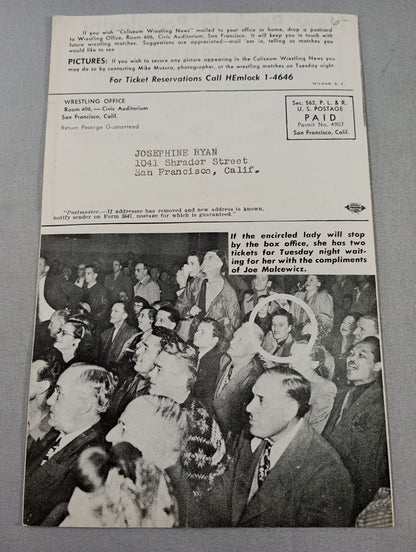 6-
If you wish "Coliseum Wrestling News" mailed to your office or home, drop a postcard
to Wrestling Office, Room 406, Civic Auditorium, San Francisco. It will keep you in touch with
future wrestling matches. Suggestions are appreciated—mail 'em in, telling us matches you
would like to see.
PICTURES: If you wish to secure any picture appearing in the Coliseum Wrestling News you
may do so by contacting Mike Mutora, photographer, at the wrestling matches on Tuesday night.
For Ticket Reservations Call HEmlock 1-4646
WRESTLING OFFICE
Room 406, — Civic Auditorium
San Francisco, Calif.
Return Postage Guaranteed
Sec. 562, P. L. & R.
U. S. POSTAGE
PAID
Permit No. 4907
San Francisco, Calif.
JOSEPHINE RYAN
1041 Shrader Street
San Francisco, Calif.
"Postmaster:—If addressee has removed and new address is known,
notify sender on Form 3547, postage for which is guaranteed."
If the encircled lady will stop
by the box office, she has two
tickets for Tuesday night wait-
ing for her with the compliments
of Joe Malcewicz.